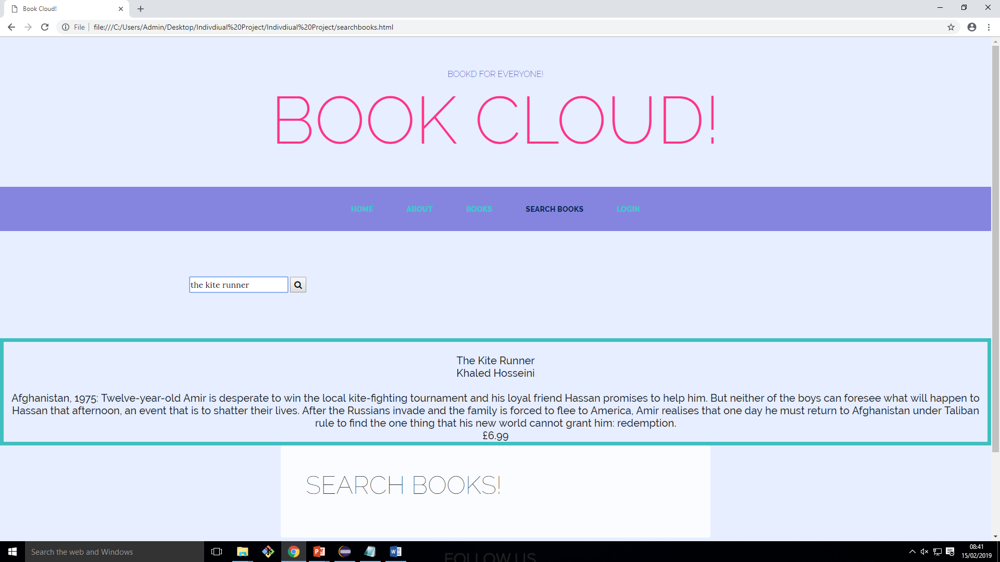 Book Cloud!
File
file:///C:/Users/Admin/Desktop/Indivdiual%20Project/Indivdiual%20Project/searchbooks.html
BOOKD FOR EVERYONE!
BOOK CLOUD!
HOME ABOUT BOOKS SEARCH BOOKS LOGIN
the kite runner
The Kite Runner
Khaled Hosseini
Afghanistan, 1975: Twelve-year-old Amir is desperate to win the local kite-fighting tournament and his loyal friend Hassan promises to help him. But neither of the boys can foresee what will happen to
Hassan that afternoon, an event that is to shatter their lives. After the Russians invade and the family is forced to flee to America, Amir realises that one day he must return to Afghanistan under Taliban
rule to find the one thing that his new world cannot grant him: redemption.
£6.99
SEARCH BOOKS!
Search the web and Windows
FOLLOW US
08:41
15/02/2019